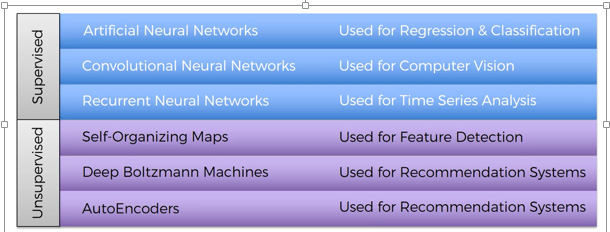 Supervised
Artificial Neural Networks Used for Regression & Classification
Convolutional Neural Networks Used for Computer Vision
Recurrent Neural Networks Used for Time Series Analysis
Unsupervised
Self-Organizing Maps Used for Feature Detection
Deep Boltzmann Machines Used for Recommendation Systems
AutoEncoders Used for Recommendation Systems